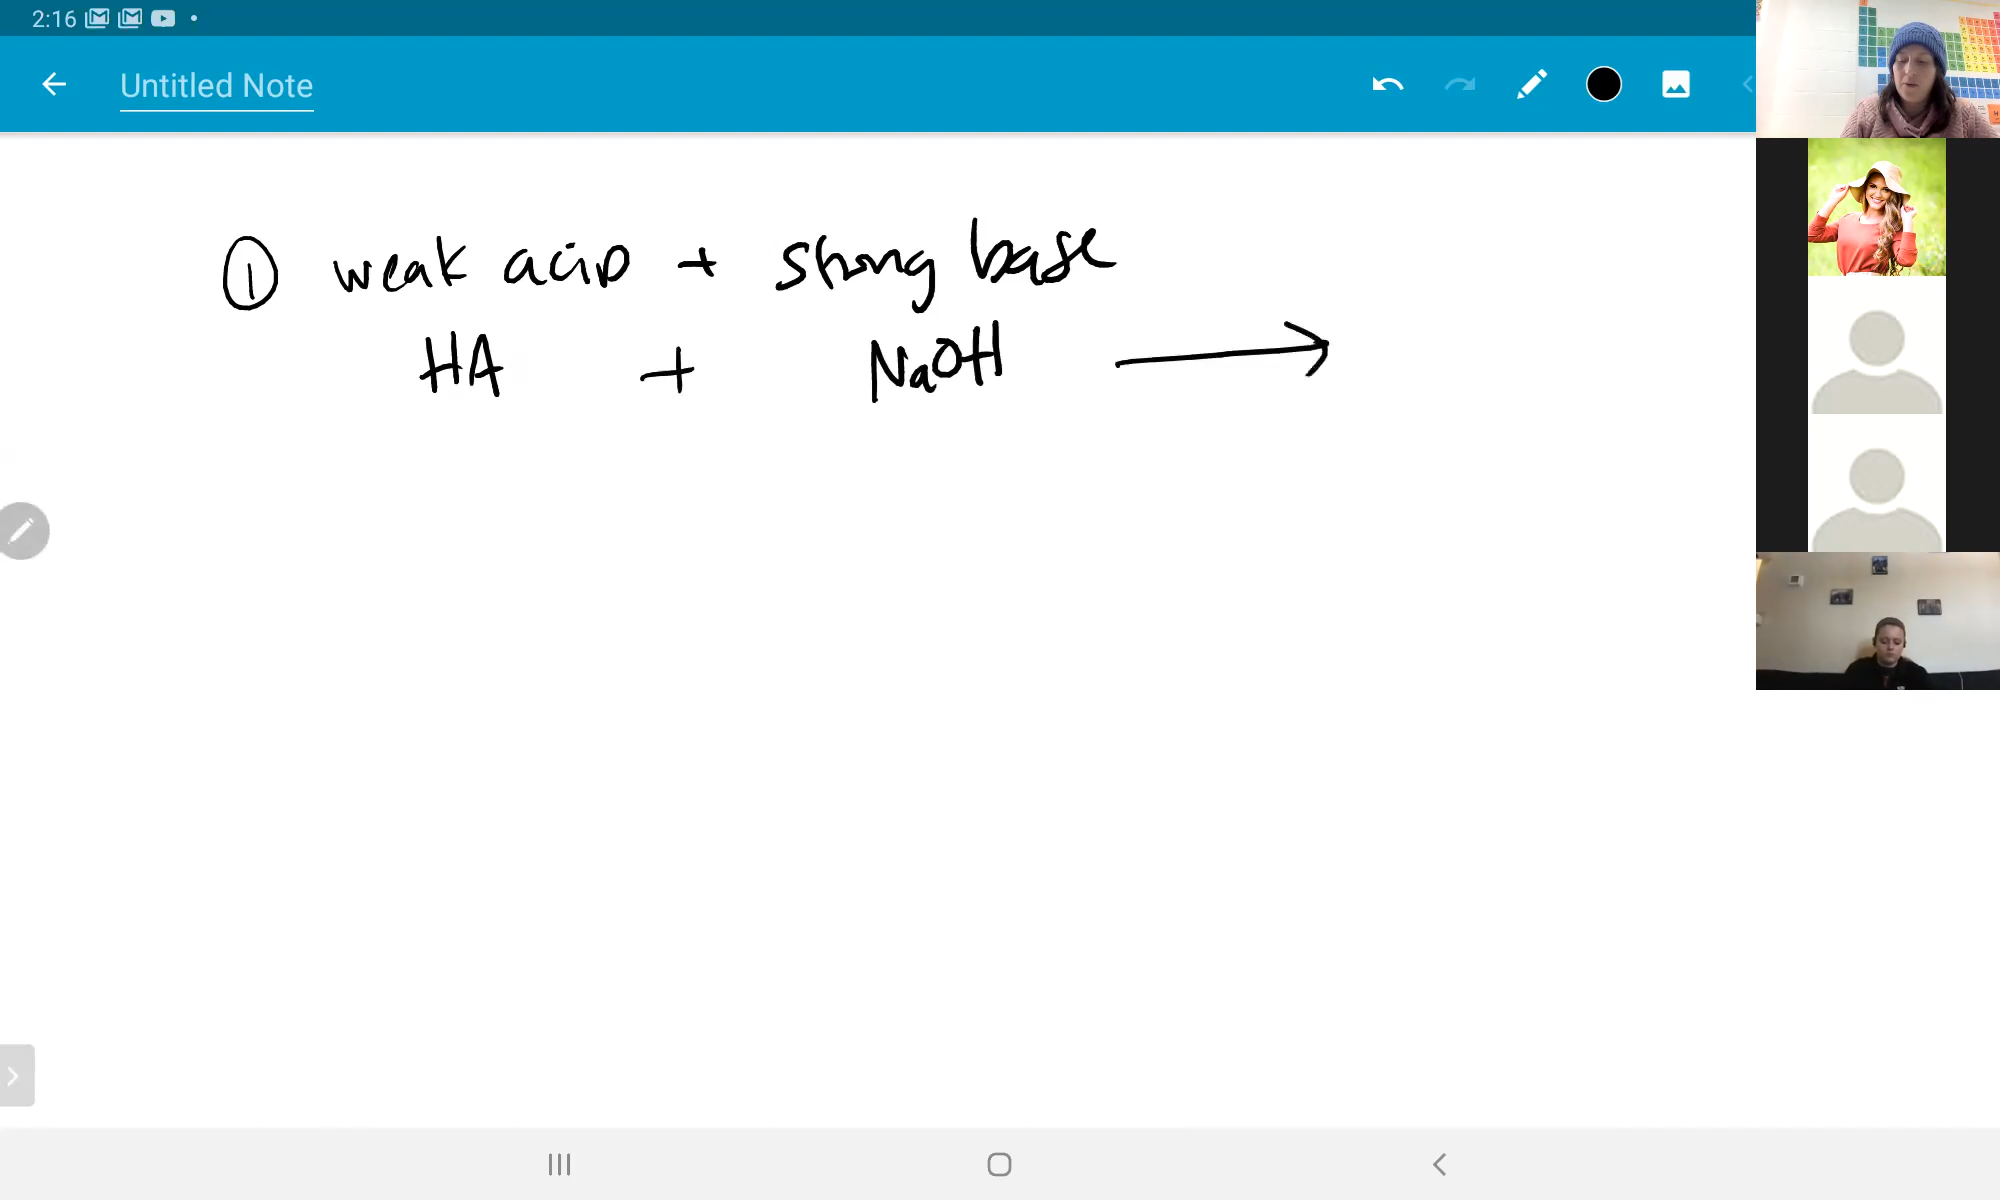 2:16
Untitled Note
① weak acid + strong base
HA + NaOH ⟶